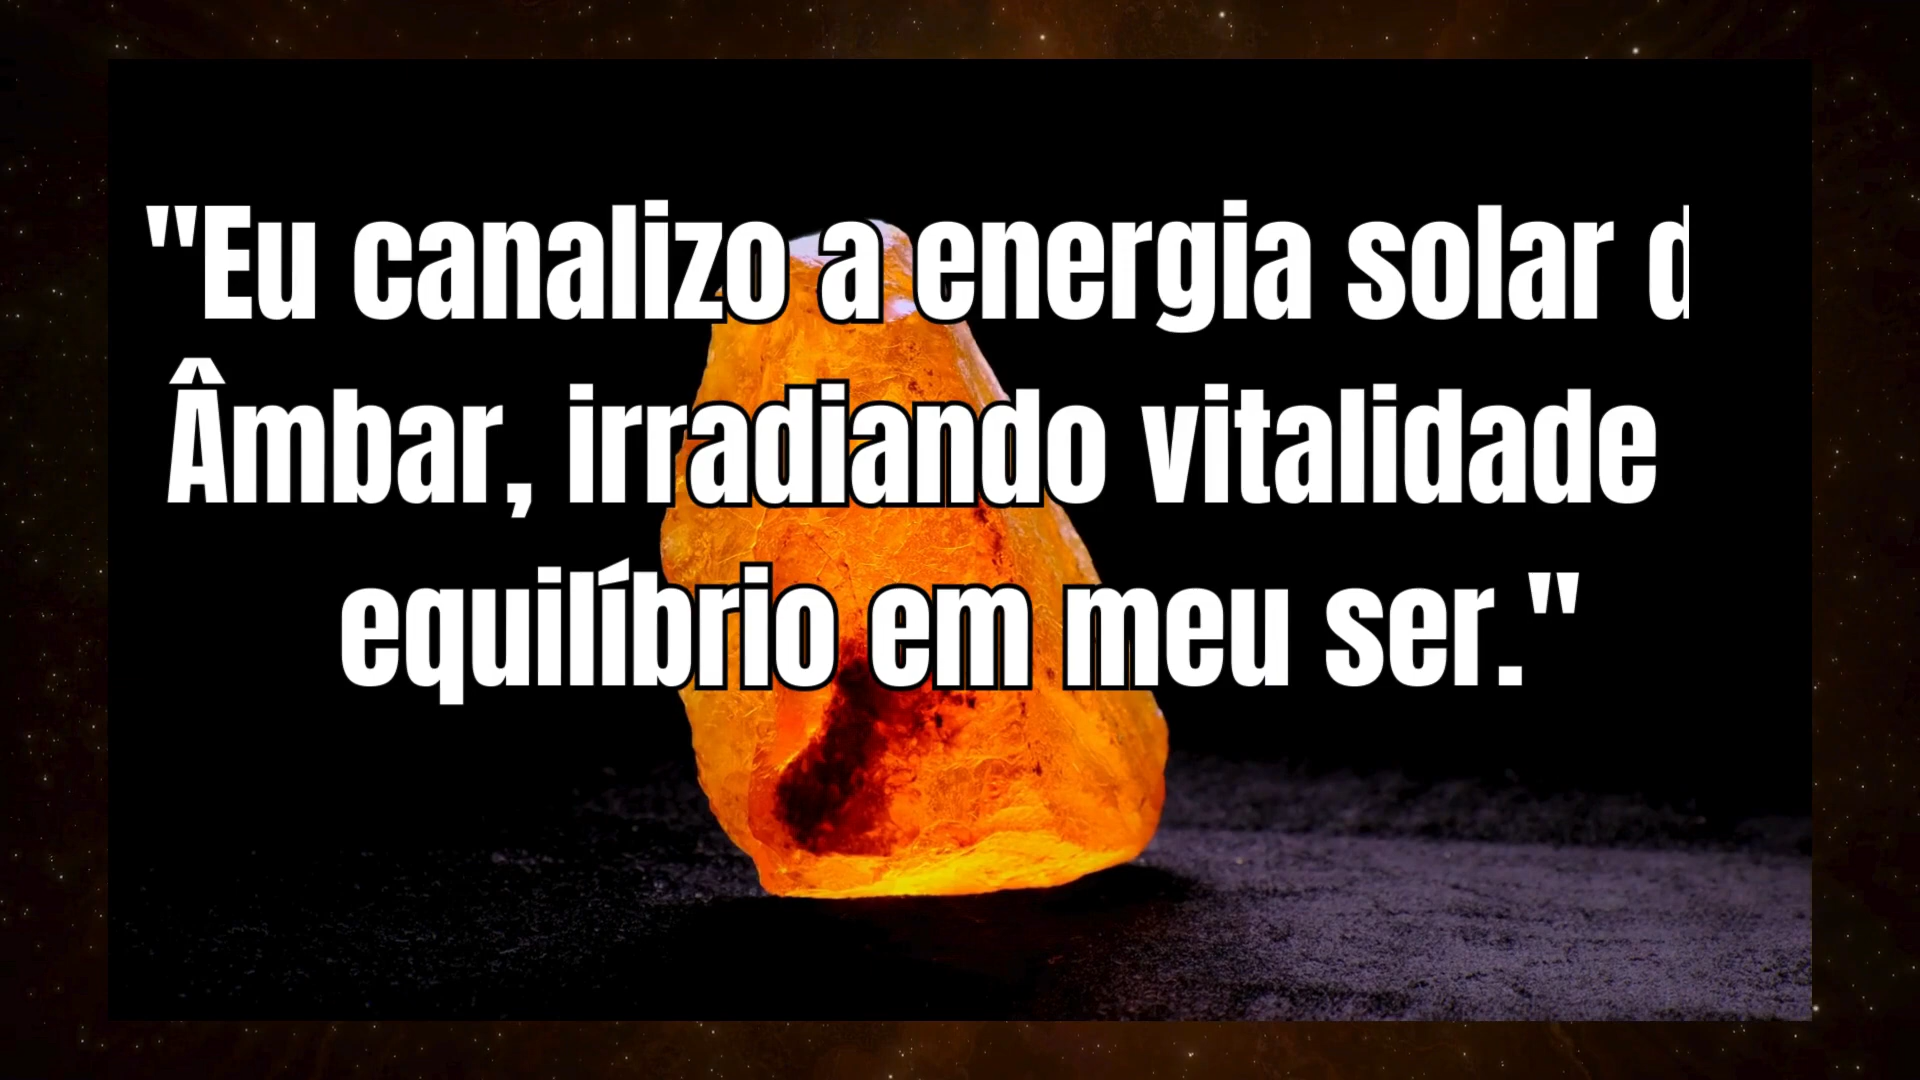 "Eu canalizo a energia solar d
Âmbar, irradiando vitalidade
equilíbrio em meu ser."